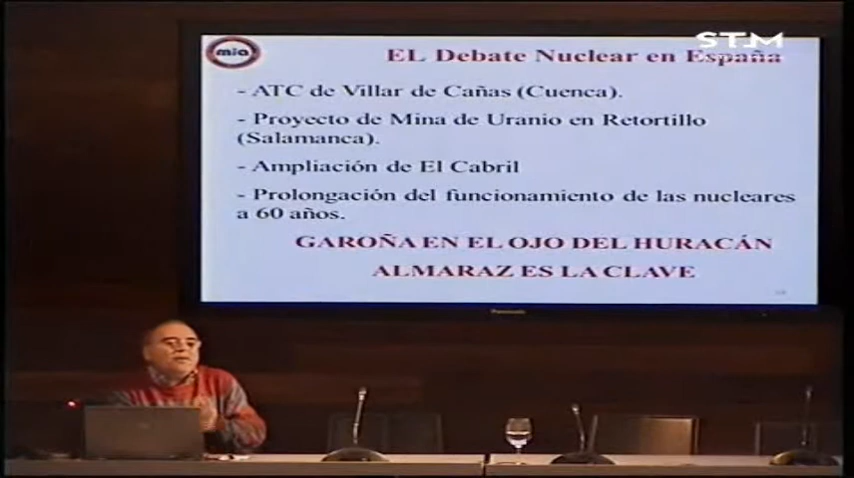 STM
mia
EL Debate Nuclear en España
- ATC de Villar de Cañas (Cuenca).
- Proyecto de Mina de Uranio en Retortillo
(Salamanca).
- Ampliación de El Cabril
- Prolongación del funcionamiento de las nucleares
a 60 años.
GAROÑA EN EL OJO DEL HURACÁN
ALMARAZ ES LA CLAVE
Panasonic